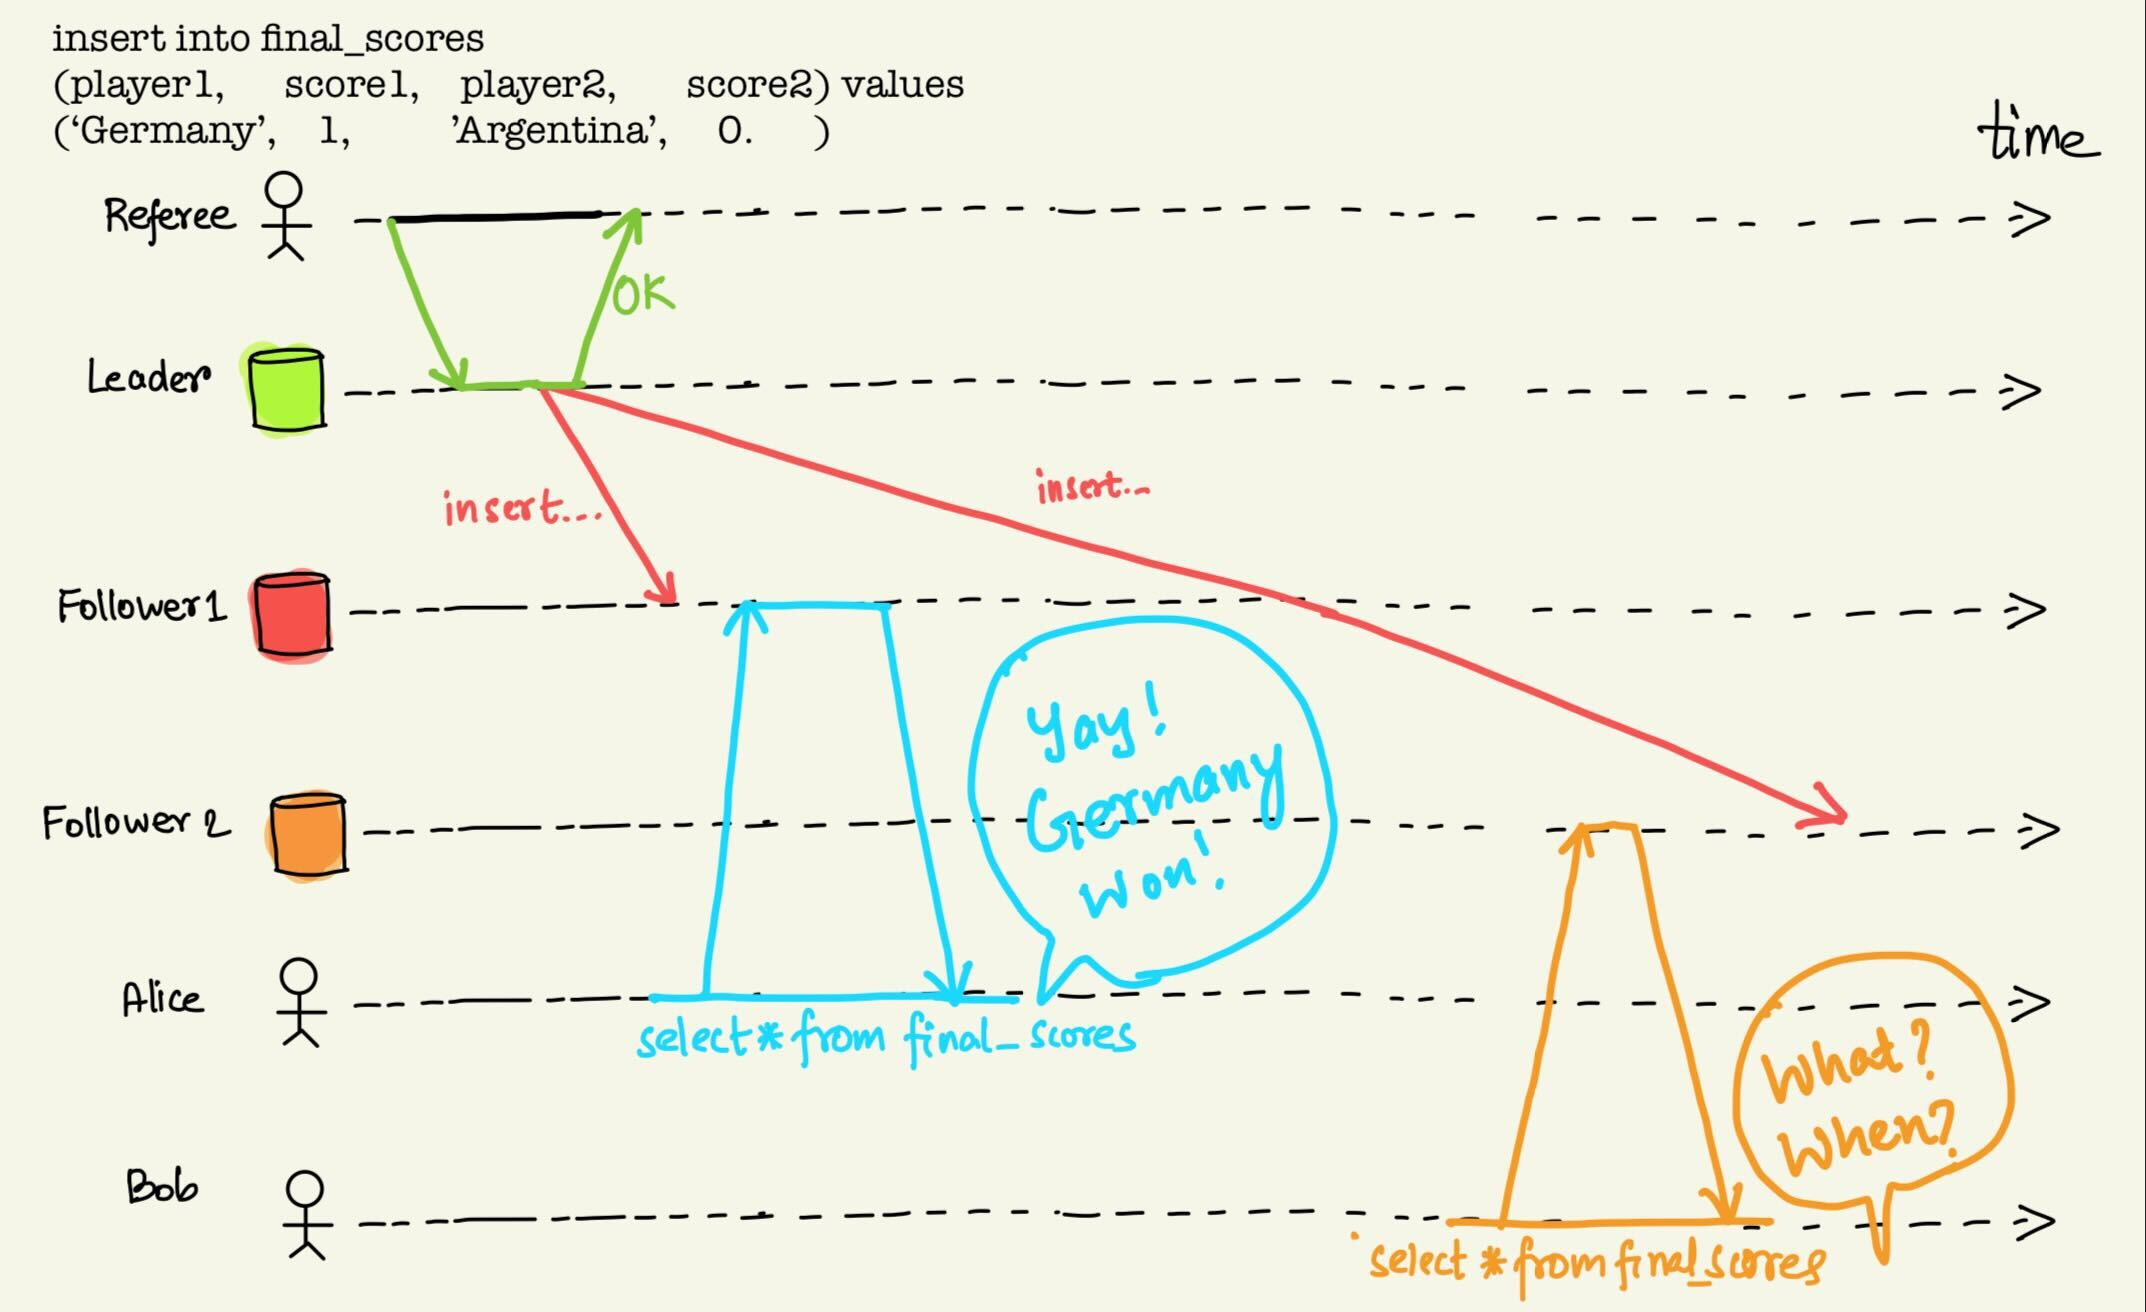 insert into final_scores
(player1, score1, player2, score2) values
(‘Germany’, 1, ’Argentina’, 0. )
time
Referee
OK
Leader
insert...
insert...
Follower1
Yay!
Germany
won!
Follower 2
Alice
select * from final_scores
What?
When?
Bob
select * from final_scores